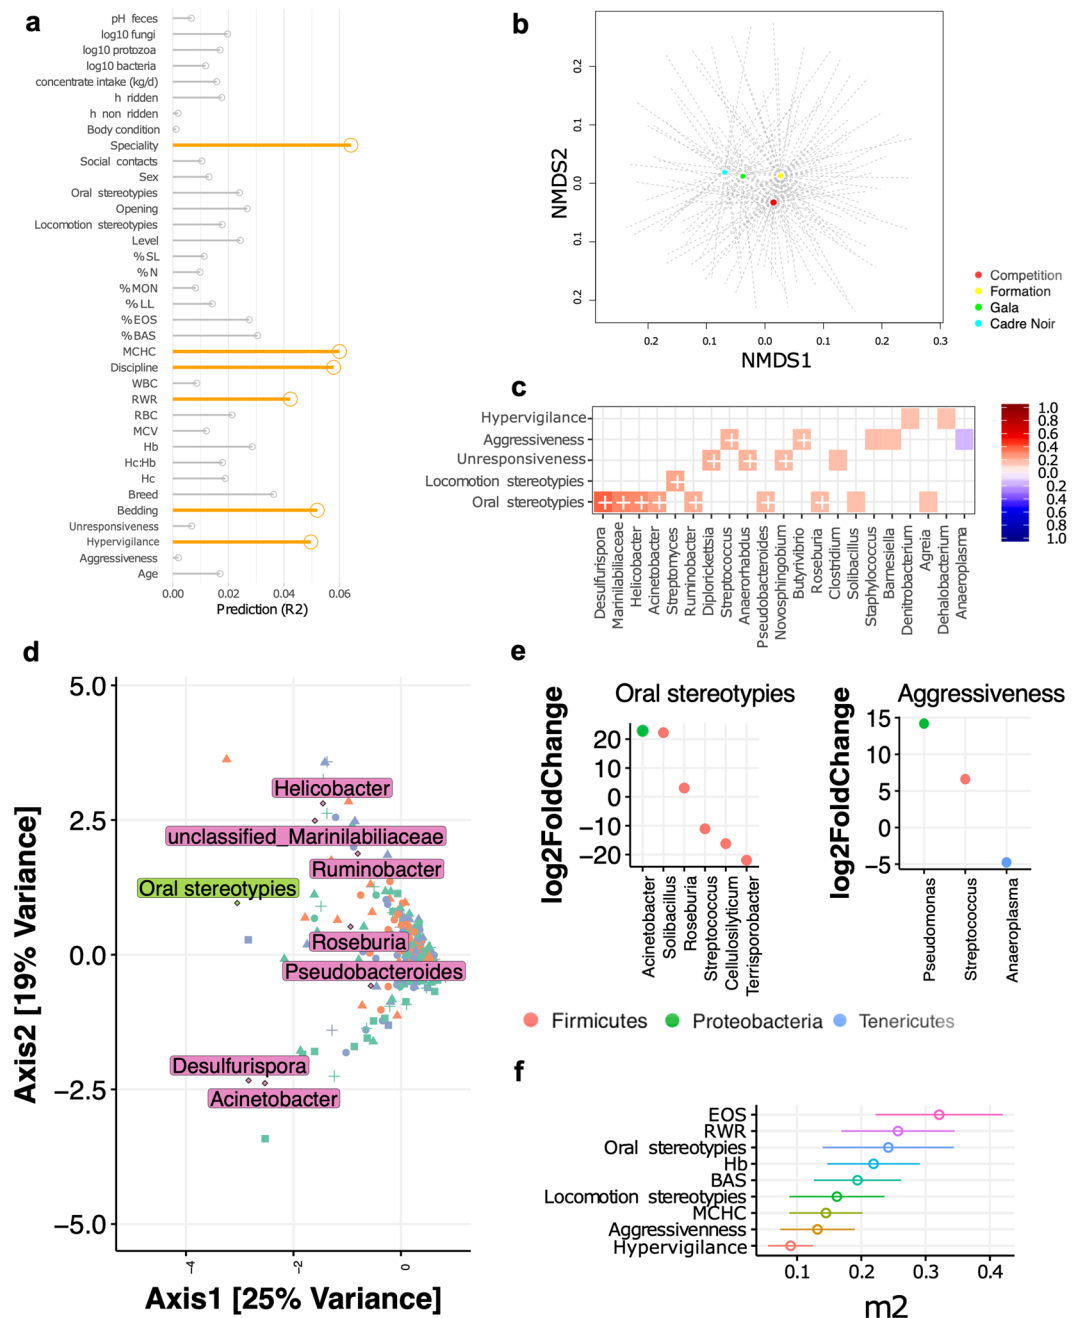 a
pH feces
log10 fungi
log10 protozoa
log10 bacteria
concentrate intake (kg/d)
h ridden
h non ridden
Body condition
Speciality
Social contacts
Sex
Oral stereotypies
Opening
Locomotion stereotypies
Level
%SL
%N
%MON
%LL
%EOS
%BAS
MCHC
Discipline
WBC
RWR
RBC
MCV
Hb
Hc:Hb
Hc
Breed
Bedding
Unresponsiveness
Hypervigilance
Aggressiveness
Age
0.00 0.02 0.04 0.06
Prediction (R2)
b
NMDS2
0.2
0.1
0.0
0.1
0.2
0.2 0.1 0.0 0.1 0.2 0.3
NMDS1
Competition
Formation
Gala
Cadre Noir
c
Hypervigilance
Aggressiveness
Unresponsiveness
Locomotion stereotypies
Oral stereotypies
Desulfurispora
Marinilabiliaceae
Helicobacter
Acinetobacter
Streptomyces
Ruminobacter
Diplorickettsia
Streptococcus
Anaerorhabdus
Pseudobacteroides
Novosphingobium
Butyrivibrio
Roseburia
Clostridium
Solibacillus
Staphylococcus
Barnesiella
Denitrobacterium
Agreia
Dehalobacterium
Anaeroplasma
1.0
0.8
0.6
0.4
0.2
0.0
0.2
0.4
0.6
0.8
1.0
d
Axis2 [19% Variance]
5.0
2.5
0.0
−2.5
−5.0
Helicobacter
unclassified_Marinilabiliaceae
Ruminobacter
Oral stereotypies
Roseburia
Pseudobacteroides
Desulfurispora
Acinetobacter
−4 −2 0
Axis1 [25% Variance]
e
Oral stereotypies
log2FoldChange
20
10
0
−10
−20
Acinetobacter
Solibacillus
Roseburia
Streptococcus
Cellulosilyticum
Terrisporobacter
Aggressiveness
log2FoldChange
15
10
5
0
−5
Pseudomonas
Streptococcus
Anaeroplasma
Firmicutes Proteobacteria Tenericutes
f
EOS
RWR
Oral stereotypies
Hb
BAS
Locomotion stereotypies
MCHC
Aggressivenness
Hypervigilance
0.1 0.2 0.3 0.4
m2